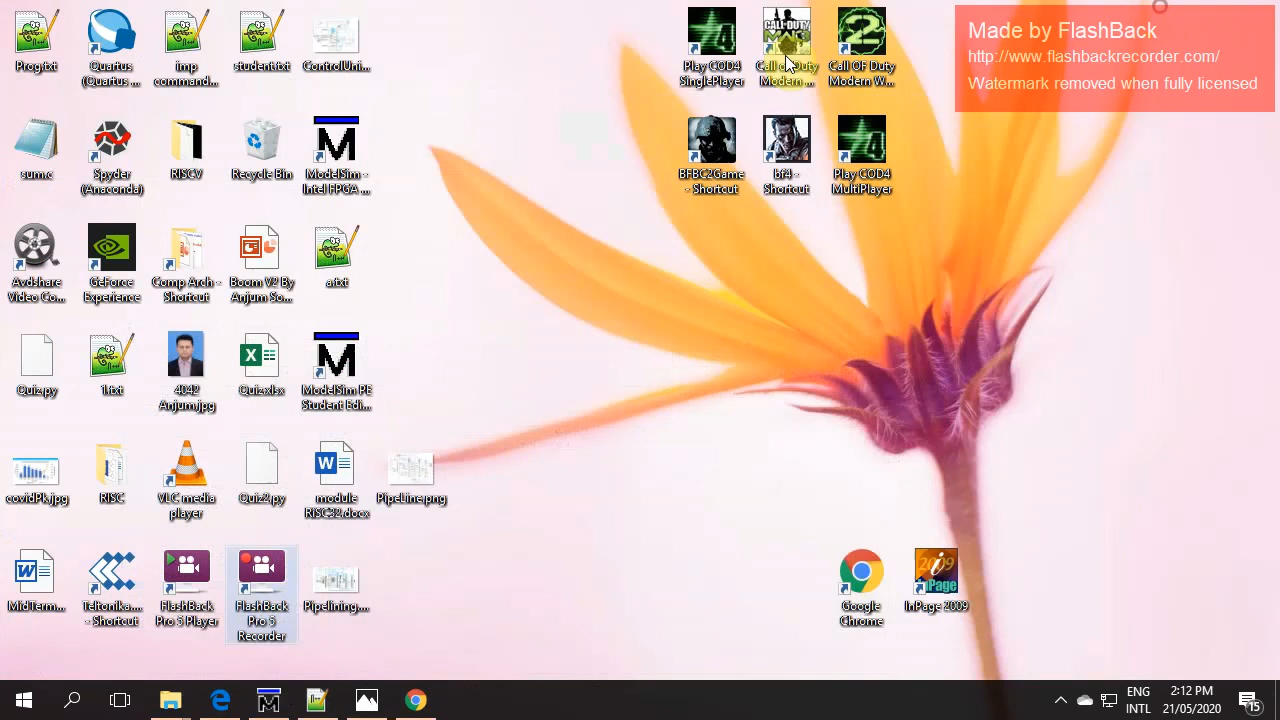 Prog.txt
Quartus
(Quartus ...
imp
command...
student.txt
ControlUni...
Play COD4
SinglePlayer
Call of Duty
Modern ...
Call OF Duty
Modern W...
Made by FlashBack
http://www.flashbackrecorder.com/
Watermark removed when fully licensed
sum.c
Spyder
(Anaconda)
RISCV
Recycle Bin
ModelSim -
Intel FPGA ...
BFBC2Game
- Shortcut
bf4 -
Shortcut
Play COD4
MultiPlayer
Avdshare
Video Co...
GeForce
Experience
Comp Arch -
Shortcut
Boom V2 By
Anjum So...
a.txt
Quiz.py
1.txt
4042
Anjum.jpg
Quiz.xlsx
ModelSim PE
Student Edi...
covidPk.jpg
RISC
VLC media
player
Quiz2.py
module
RISC32.docx
PipeLine.png
MidTerm...
Teltonika....
- Shortcut
FlashBack
Pro 5 Player
FlashBack
Pro 5
Recorder
Pipelining....
Google
Chrome
2009
InPage
InPage 2009
ENG
INTL
2:12 PM
21/05/2020
15